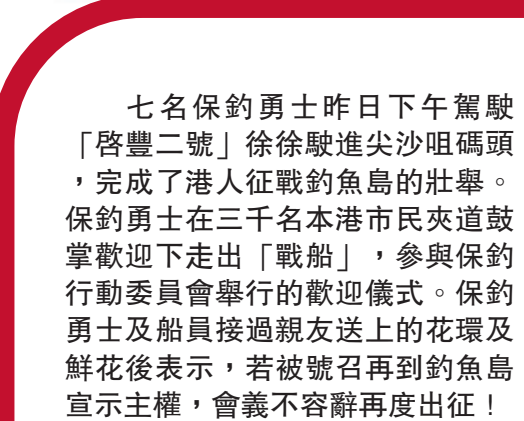 七名保釣勇士昨日下午駕駛
「啓豐二號」徐徐駛進尖沙咀碼頭
，完成了港人征戰釣魚島的壯舉。
保釣勇士在三千名本港市民夾道鼓
掌歡迎下走出「戰船」，參與保釣
行動委員會舉行的歡迎儀式。保釣
勇士及船員接過親友送上的花環及
鮮花後表示，若被號召再到釣魚島
宣示主權，會義不容辭再度出征！